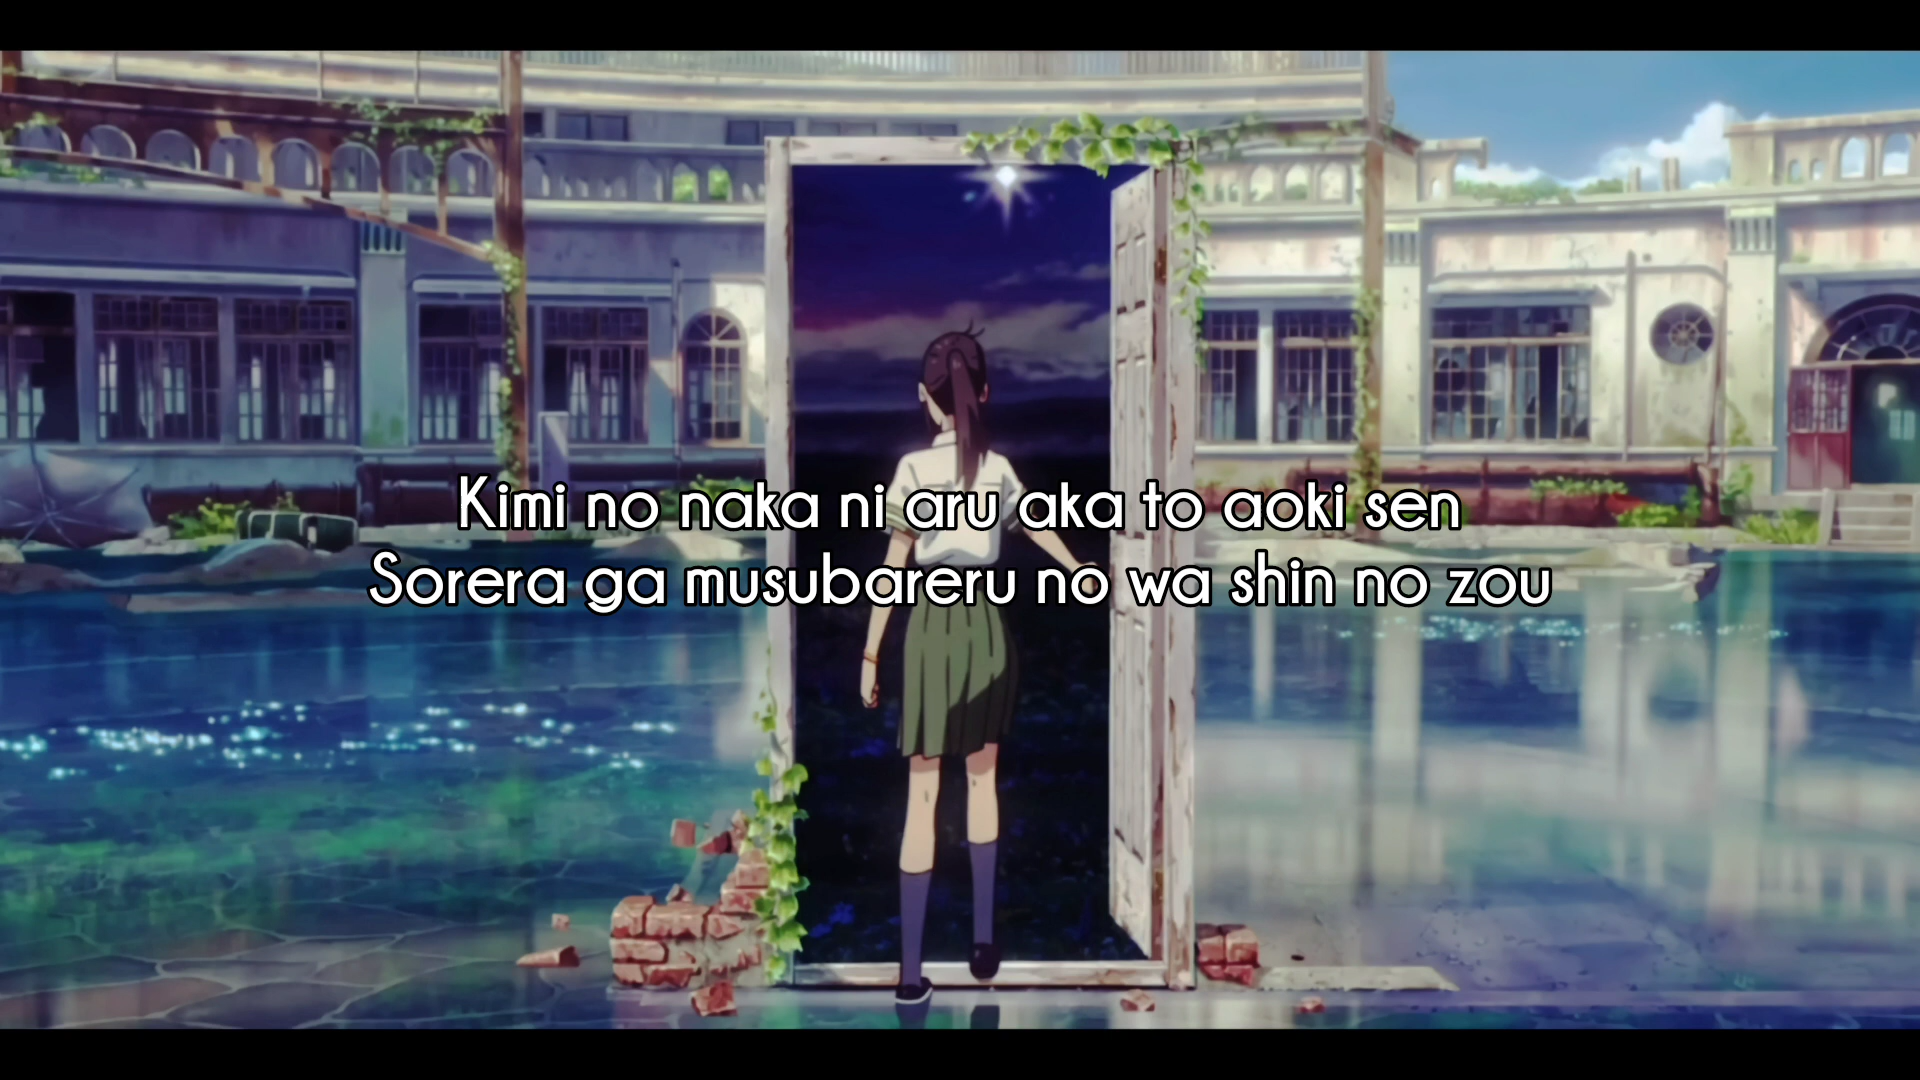 Kimi no naka ni aru aka to aoki sen
Sorera ga musubareru no wa shin no zou